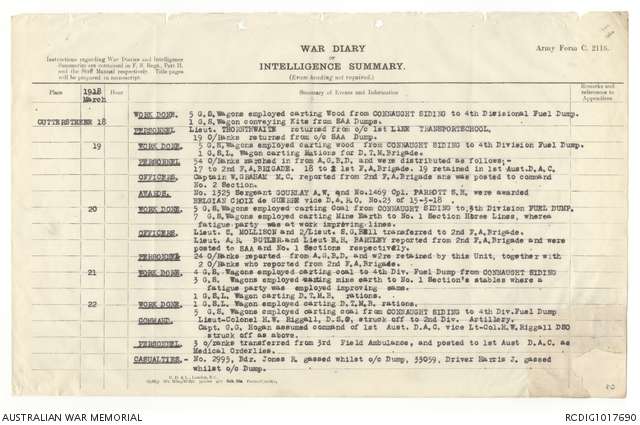 WAR DIARY
or
INTELLIGENCE SUMMARY.
(Erase heading not required.)
Army Form C. 2118.
Instructions regarding War Diaries and Intelligence
Summaries are contained in F. S. Regs., Part II.
and the Staff Manual respectively. Title pages
will be prepared in manuscript.
Place 1918 March Hour Summary of Events and Information Remarks and references to Appendices
CUTTERSTEENE 18 WORK DONE. 5 G.S. Wagons employed carting Wood from CONNAUGHT SIDING to 4th Divisional Fuel Dump.
1 G.S. Wagon conveying Kits from SAA Dumps.
PERSONNEL Lieut. THORNTHWAITE returned from o/c 1st LINE TRANSPORTSCHOOL,
19 O/Ranks returned from o/c SAA Dump.
19 WORK DONE. 5 G.S. Wagons employed carting wood from CONNAUGHT SIDING to 4th Division Fuel Dump.
1 G.S.L. Wagon carting Rations for D.T.M. Brigade.
PERSONNEL 54 O/Ranks marched in from A.G.B.D. and were distributed as follows;-
17 to 2nd F.A.BRIGADE. 18 to 1st F.A.Brigade. 19 retained in 1st Aust.D.A.C.
OFFICERS. Captain W.GRAHAM M.C. reported from 2nd F.A.Brigade ane was posted to command
No. 2 Section.
AWARDS. No. 1325 Sergeant GOURLAY A.W. and No.1469 Cpl. PARROTT S.N. were awarded
BELGIAN CROIX de GUERRE vice D.A.R.O. No.23 of 15-3-18
20 WORK DONE. 5 G.S. Wagons employed carting Coal from CONNAUGHT SIDING to 4th Division FUEL DUMP.
7 G.S. Wagons employed carting Mine Earth to No. 1 Section Horse Lines, where a
fatigue party was at work improving lines.
OFFICERS. Lieut. C. MOLLISON and 2/Lieut. S.G.BEll transferred to 2nd F.A.Brigade.
Lieut. A.R. BUTLER and Lieut B.H. BARTLEY reported from 2nd F.A.Brigade and were
posted to SAA and No. 1 Sections respectively.
PERSONNEL 24 O/Ranks reported from A.G.B.D. and were retained by this Unit, together with
2 O/Ranks who reported from 2nd F.A.Brigade.
21 WORK DONE. 4 G.S. Wagons employed carting coal to 4th Div. Fuel Dump from CONNAUGHT SIDING
3 G.S. Wagons employed carting mine earth to No. 1 Section's stables where a
fatigue party was employed improving same.
1 G.S.L. Wagon carting D.T.M.B. rations.
22 WORK DONE. 1 G.S.L. Wagon employed carting D.T.M.B. rations.
5 G.S. Wagons employed carting coal from CONNAUGHT SIDING to 4th Div.Fuel Dump
COMMAND. Lieut-Colonel H.W. Riggall, D.S.O. struck off to 2nd Div. Artillery.
Capt. G.G. Hogan assumed command of 1st Aust. D.A.C. vice Lt-Col.H.W.Riggall DSO
struck off as above.
PERSONNEL. 3 o/ranks transferred from 3rd Field Ambulance, and posted to 1st Aust D.A.C. as
Medical Orderlies.
CASUALTIES.- No. 2993, Bdr. Jones R. gassed whilst o/c Dump, 33059, Driver Harris J. gassed
whilst o/c Dump.
AUSTRALIAN WAR MEMORIAL
RCDIG1017690